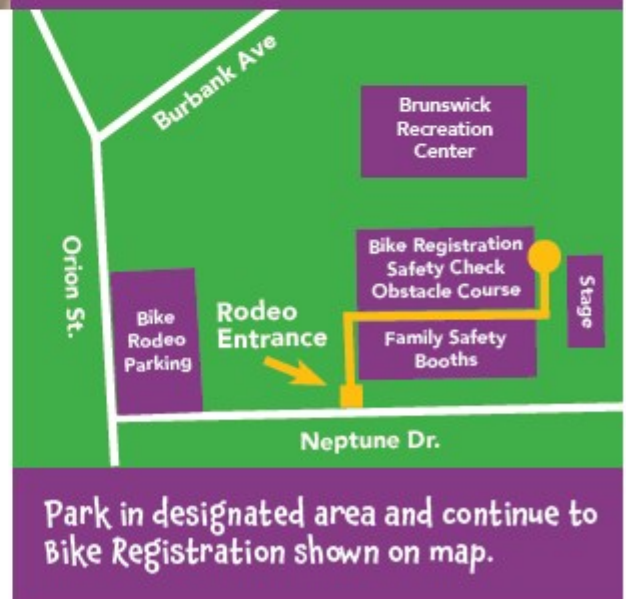 Burbank Ave
Brunswick
Recreation
Center
Orion St.
Bike Registration
Safety Check
Obstacle Course
Stage
Bike
Rodeo
Parking
Rodeo
Entrance
Family Safety
Booths
Neptune Dr.
Park in designated area and continue to
Bike Registration shown on map.